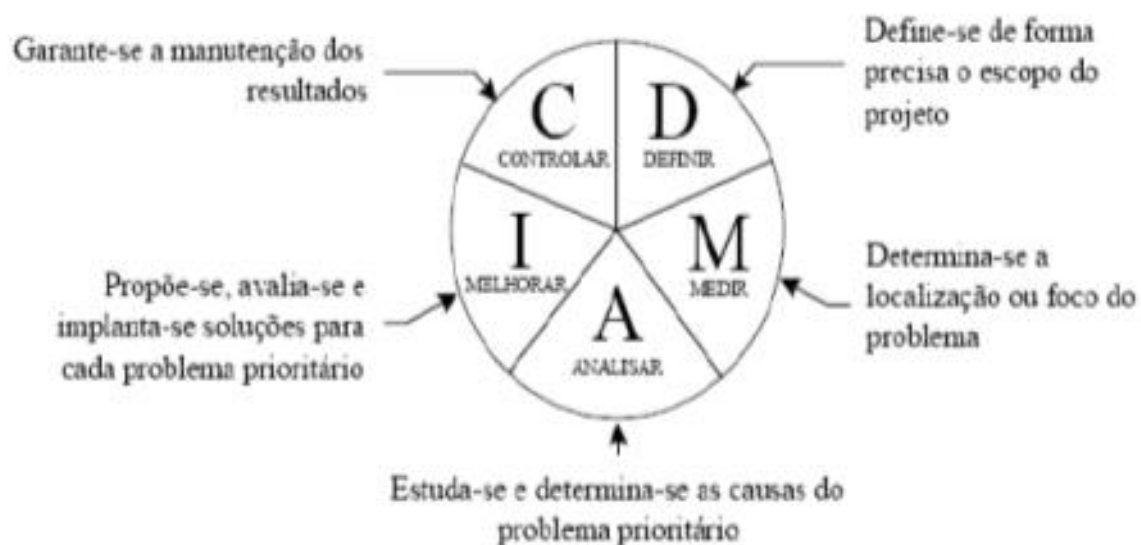 Garante-se a manutenção dos
resultados
C
CONTROLAR
D
DEFINIR
Define-se de forma
precisa o escopo do
projeto
I
MELHORAR
M
MEDIR
Determina-se a
localização ou foco do
problema
A
ANALISAR
Propõe-se, avalia-se e
implanta-se soluções para
cada problema prioritário
Estuda-se e determina-se as causas do
problema prioritário